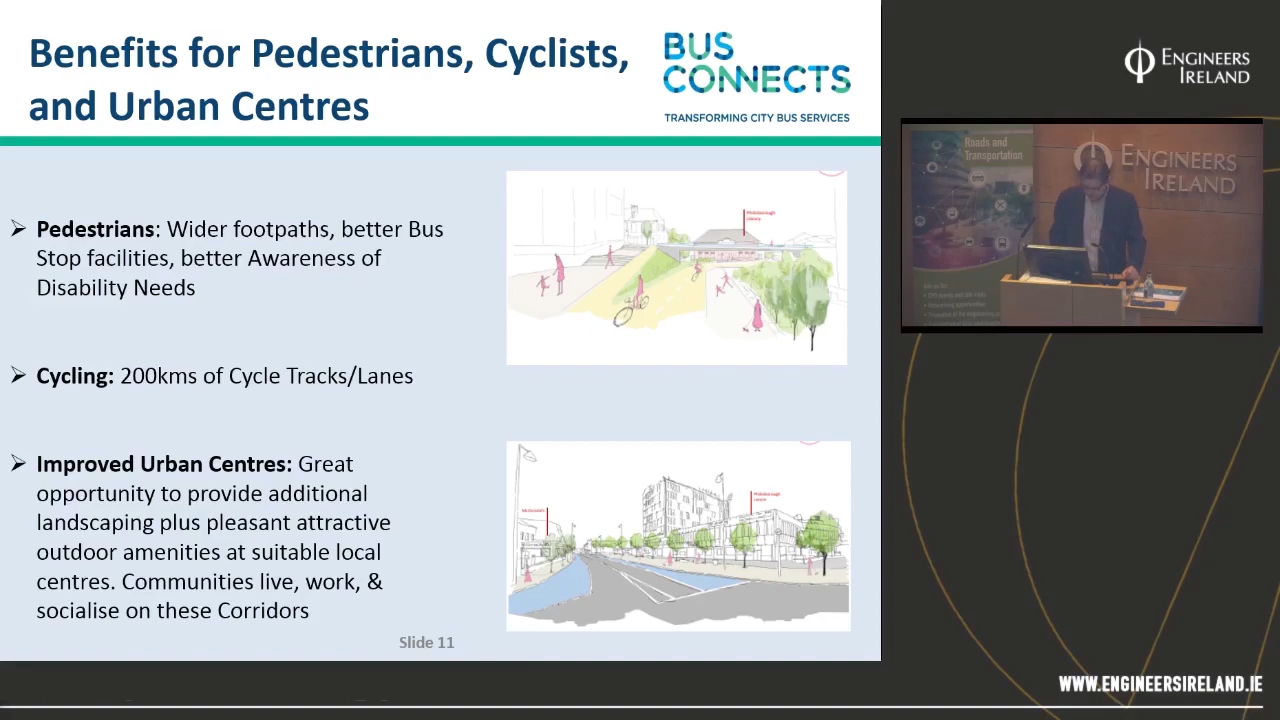 Benefits for Pedestrians, Cyclists,
and Urban Centres
BUS
CONNECTS
TRANSFORMING CITY BUS SERVICES
➢ Pedestrians: Wider footpaths, better Bus
Stop facilities, better Awareness of
Disability Needs
➢ Cycling: 200kms of Cycle Tracks/Lanes
➢ Improved Urban Centres: Great
opportunity to provide additional
landscaping plus pleasant attractive
outdoor amenities at suitable local
centres. Communities live, work, &
socialise on these Corridors
Slide 11
Phibsborough
Library
Phibsborough
ENGINEERS
IRELAND
Roads and
Transportation
ENGINEERS
IRELAND
WWW.ENGINEERSIRELAND.IE